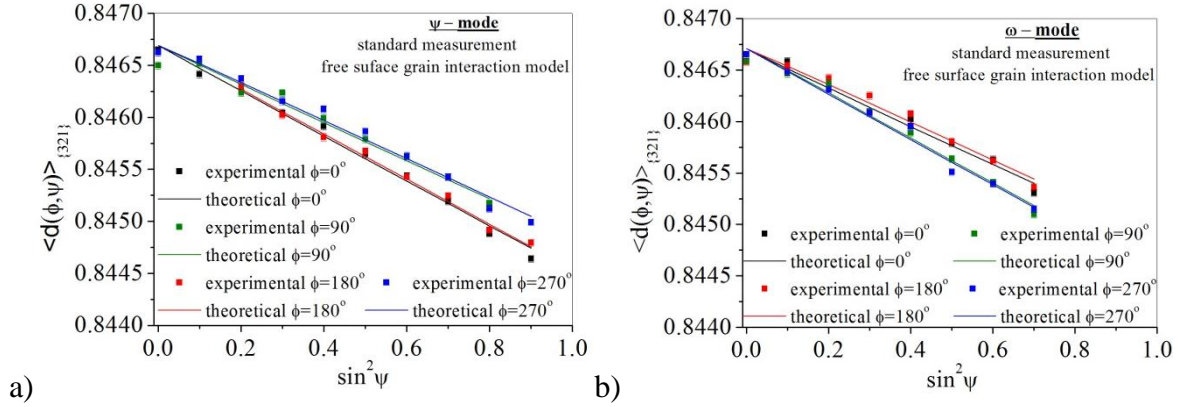 ψ – mode
standard measurement
free suface grain interaction model
0.8470
0.8465
0.8460
0.8455
0.8450
0.8445
0.8440
<d(ϕ,ψ)>{321}
experimental ϕ=0°
theoretical ϕ=0°
experimental ϕ=90°
theoretical ϕ=90°
experimental ϕ=180° experimental ϕ=270°
theoretical ϕ=180° theoretical ϕ=270°
0.0 0.2 0.4 0.6 0.8 1.0
sin²ψ
a)
ω – mode
standard measurement
free suface grain interaction model
0.8470
0.8465
0.8460
0.8455
0.8450
0.8445
0.8440
<d(ϕ,ψ)>{321}
experimental ϕ=0° experimental ϕ=90°
theoretical ϕ=0° theoretical ϕ=90°
experimental ϕ=180° experimental ϕ=270°
theoretical ϕ=180° theoretical ϕ=270°
0.0 0.2 0.4 0.6 0.8 1.0
sin²ψ
b)